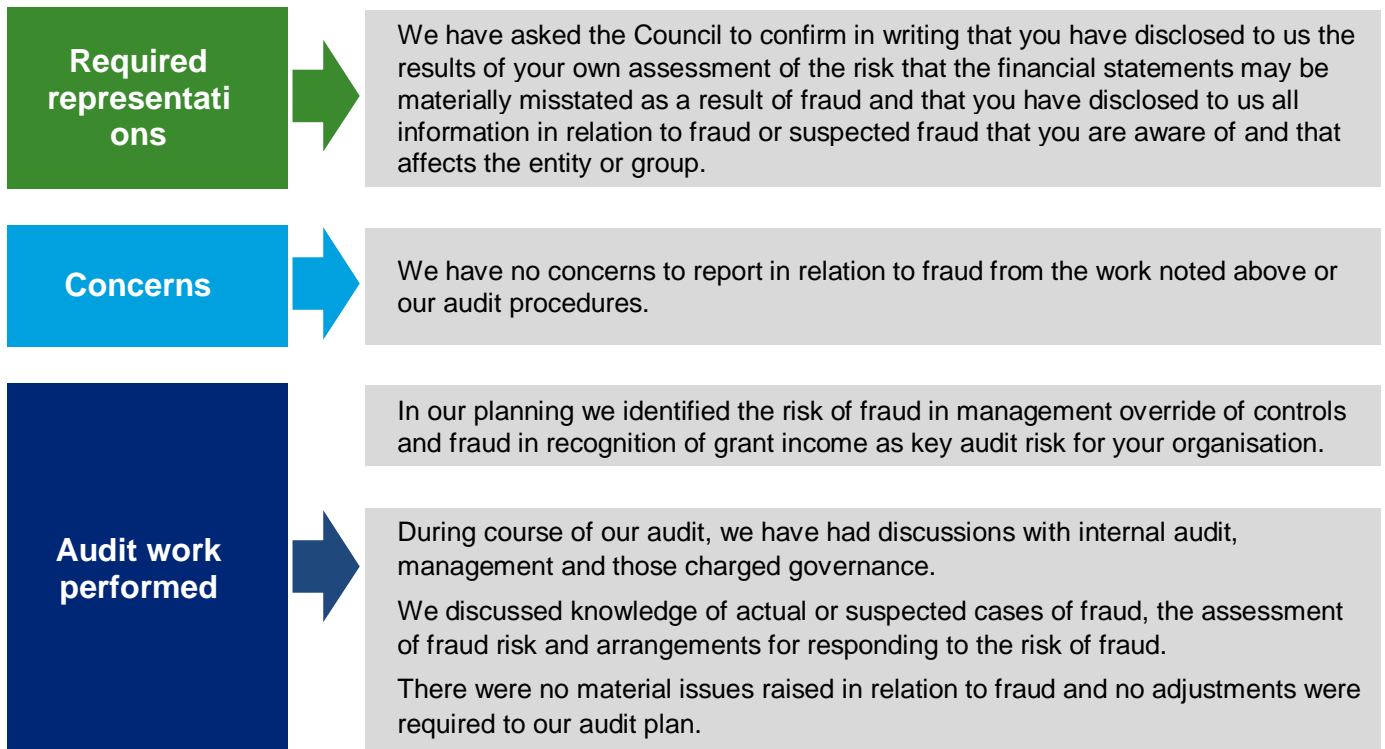 Required
representati
ons
We have asked the Council to confirm in writing that you have disclosed to us the
results of your own assessment of the risk that the financial statements may be
materially misstated as a result of fraud and that you have disclosed to us all
information in relation to fraud or suspected fraud that you are aware of and that
affects the entity or group.
Concerns
We have no concerns to report in relation to fraud from the work noted above or
our audit procedures.
Audit work
performed
In our planning we identified the risk of fraud in management override of controls
and fraud in recognition of grant income as key audit risk for your organisation.
During course of our audit, we have had discussions with internal audit,
management and those charged governance.
We discussed knowledge of actual or suspected cases of fraud, the assessment
of fraud risk and arrangements for responding to the risk of fraud.
There were no material issues raised in relation to fraud and no adjustments were
required to our audit plan.